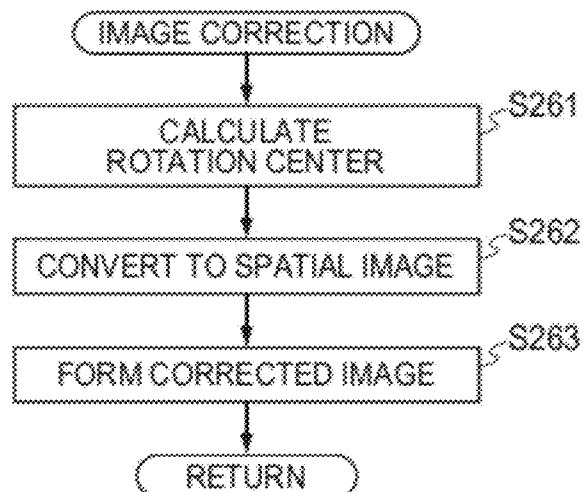 IMAGE CORRECTION
S261
CALCULATE
ROTATION CENTER
S262
CONVERT TO SPATIAL IMAGE
S263
FORM CORRECTED IMAGE
RETURN